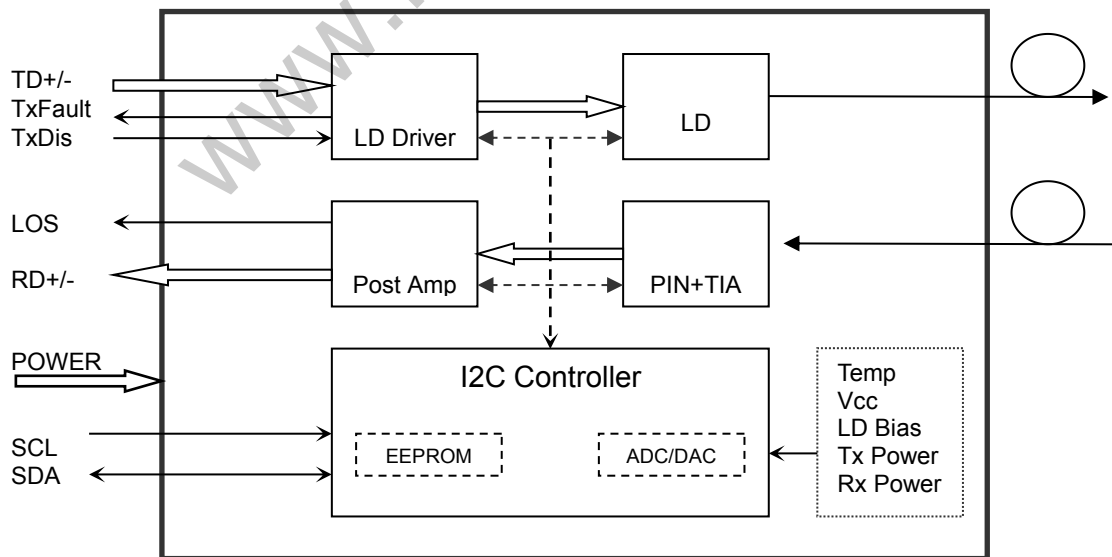 www.
TD+/-
TxFault
TxDis
LD Driver
LD
LOS
RD+/-
Post Amp
PIN+TIA
POWER
I2C Controller
SCL
SDA
EEPROM
ADC/DAC
Temp
Vcc
LD Bias
Tx Power
Rx Power